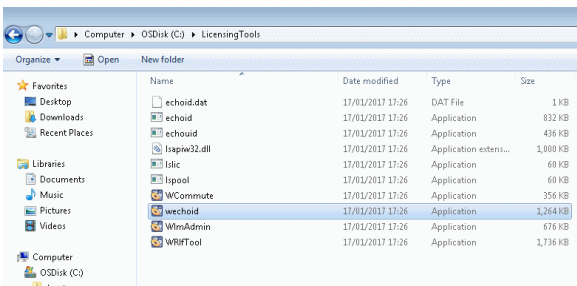 Computer ▸ OSDisk (C:) ▸ LicensingTools
Organize Open New folder
Favorites
Desktop
Downloads
Recent Places
Libraries
Documents
Music
Pictures
Videos
Computer
OSDisk (C:)
Name Date modified Type Size
echoid.dat 17/01/2017 17:26 DAT File 1 KB
echoid 17/01/2017 17:26 Application 832 KB
echouid 17/01/2017 17:26 Application 436 KB
lsapiw32.dll 17/01/2017 17:26 Application extens... 1,000 KB
lslic 17/01/2017 17:26 Application 60 KB
lspool 17/01/2017 17:26 Application 60 KB
WCommute 17/01/2017 17:26 Application 356 KB
wechoid 17/01/2017 17:26 Application 1,264 KB
WlmAdmin 17/01/2017 17:26 Application 676 KB
WRlfTool 17/01/2017 17:26 Application 1,736 KB